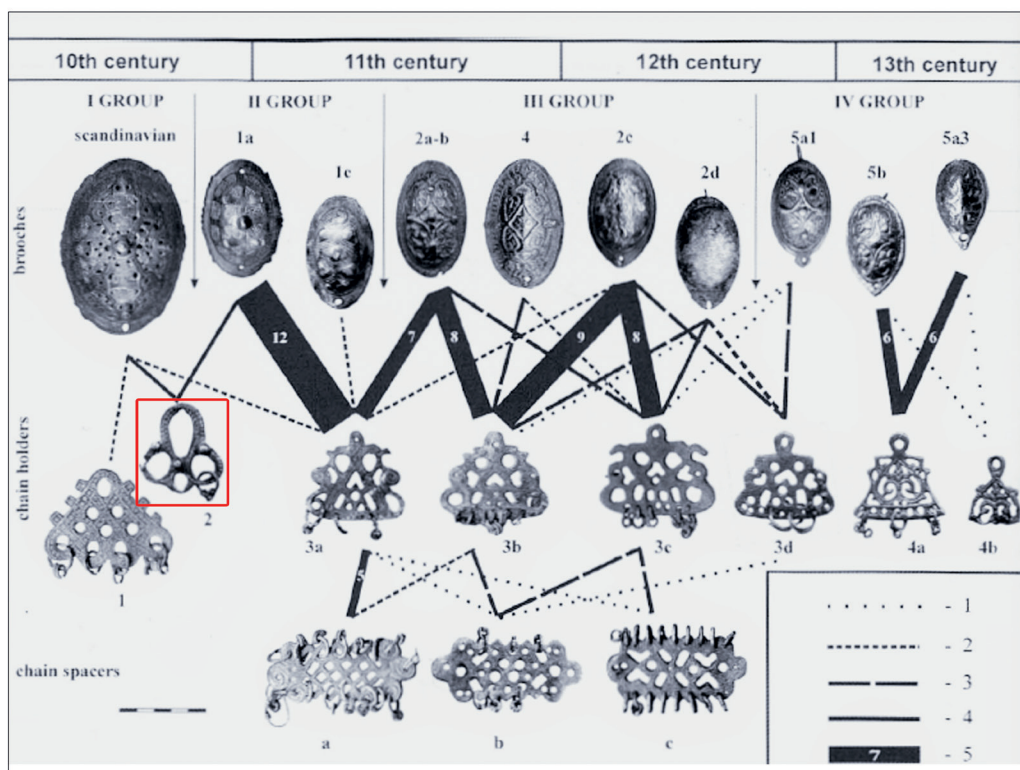 10th century 11th century 12th century 13th century
I GROUP II GROUP III GROUP IV GROUP
scandinavian 1a 1c 2a-b 4 2c 2d 5a1 5b 5a3
brooches
12 7 8 9 8 6 6
chain holders
1 2 3a 3b 3c 3d 4a 4b
5
chain spacers
a b c
- 1
- 2
- 3
- 4
7 - 5